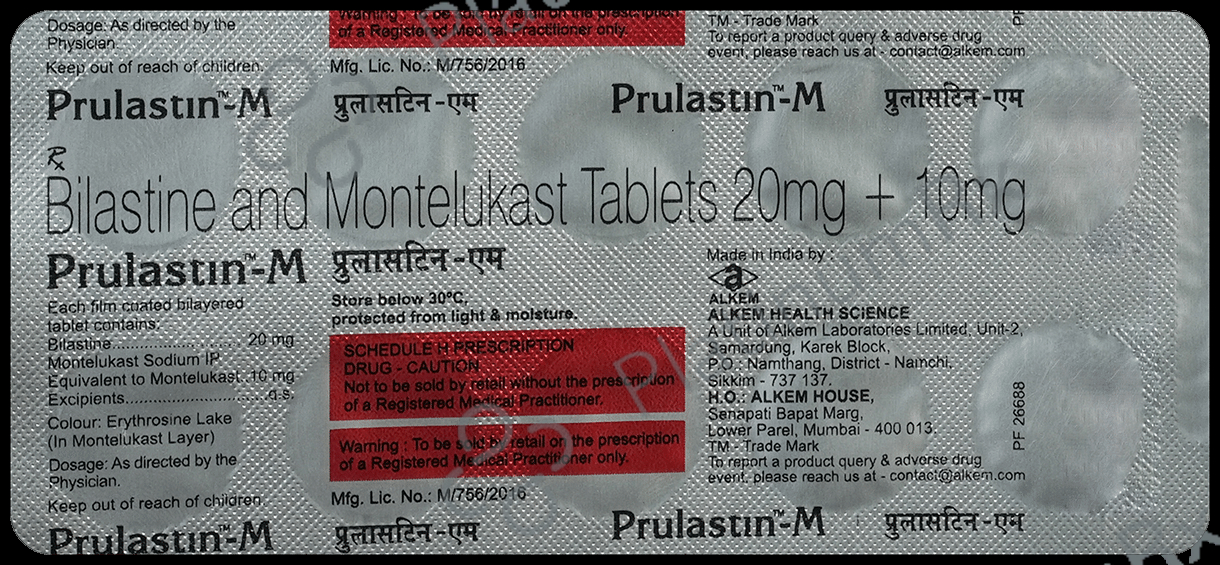 Dosage: As directed by the
Physician.
Keep out of reach of children.
of a Registered Medical Practitioner only.
Mfg. Lic. No.: M/756/2016
TM - Trade Mark
To report a product query & adverse drug
event, please reach us at - contact@alkem.com
PF
Prulastin™-M प्रुलासटिन-एम Prulastin™-M प्रुलासटिन-एम
Rx
Bilastine and Montelukast Tablets 20mg + 10mg
Prulastin™-M प्रुलासटिन-एम
Each film coated bilayered
tablet contains:
Bilastine........................ 20 mg
Montelukast Sodium IP
Equivalent to Montelukast..10 mg
Excipients..........................q.s.
Colour: Erythrosine Lake
(In Montelukast Layer)
Dosage: As directed by the
Physician.
Keep out of reach of children.
Store below 30°C,
protected from light & moisture.
SCHEDULE H PRESCRIPTION
DRUG - CAUTION
Not to be sold by retail without the prescription
of a Registered Medical Practitioner.
Warning : To be sold by retail on the prescription
of a Registered Medical Practitioner only.
Mfg. Lic. No.: M/756/2016
Made in India by :
a
ALKEM
ALKEM HEALTH SCIENCE
A Unit of Alkem Laboratories Limited, Unit-2,
Samardung, Karek Block,
P.O.: Namthang, District - Namchi,
Sikkim - 737 137.
H.O.: ALKEM HOUSE,
Senapati Bapat Marg,
Lower Parel, Mumbai - 400 013.
TM - Trade Mark
To report a product query & adverse drug
event, please reach us at - contact@alkem.com
PF 26688
Prulastin™-M प्रुलासटिन-एम Prulastin™-M प्रुलासटिन-एम